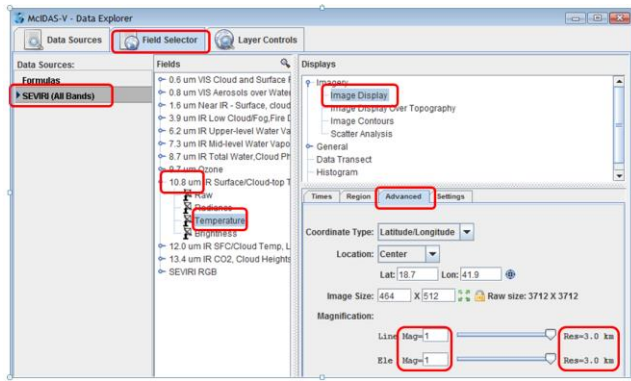 McIDAS-V - Data Explorer
Data Sources
Field Selector
Layer Controls
Data Sources:
Formulas
SEVIRI (All Bands)
Fields
0.6 um VIS Cloud and Surface F
0.8 um VIS Aerosols over Water
1.6 um Near IR - Surface, cloud
3.9 um IR Low Cloud/Fog,Fire D
6.2 um IR Upper-level Water Va
7.3 um IR Mid-level Water Vapo
8.7 um IR Total Water,Cloud Ph
9.7 um Ozone
10.8 um IR Surface/Cloud-top T
Raw
Radiance
Temperature
Brightness
12.0 um IR SFC/Cloud Temp, L
13.4 um IR CO2, Cloud Heights
SEVIRI RGB
Displays
Imagery
Image Display
Image Display Over Topography
Image Contours
Scatter Analysis
General
Data Transect
Histogram
Times Region Advanced Settings
Coordinate Type: Latitude/Longitude
Location: Center
Lat: 18.7 Lon: 41.9
Image Size: 464 X 512 Raw size: 3712 X 3712
Magnification:
Line Mag=1 Res=3.0 km
Ele Mag=1 Res=3.0 km